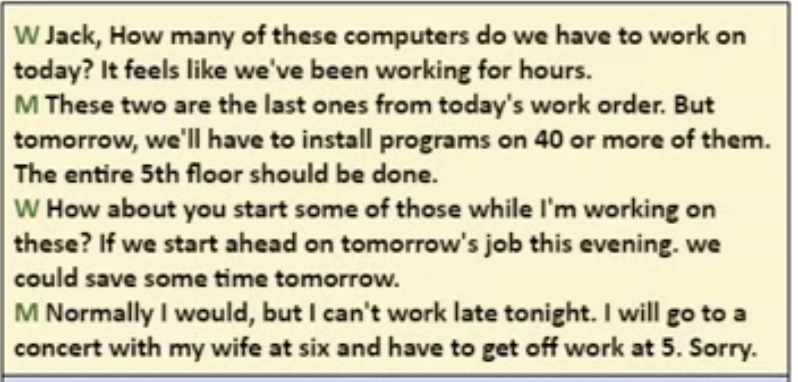 W Jack, How many of these computers do we have to work on
today? It feels like we've been working for hours.
M These two are the last ones from today's work order. But
tomorrow, we'll have to install programs on 40 or more of them.
The entire 5th floor should be done.
W How about you start some of those while I'm working on
these? If we start ahead on tomorrow's job this evening. we
could save some time tomorrow.
M Normally I would, but I can't work late tonight. I will go to a
concert with my wife at six and have to get off work at 5. Sorry.